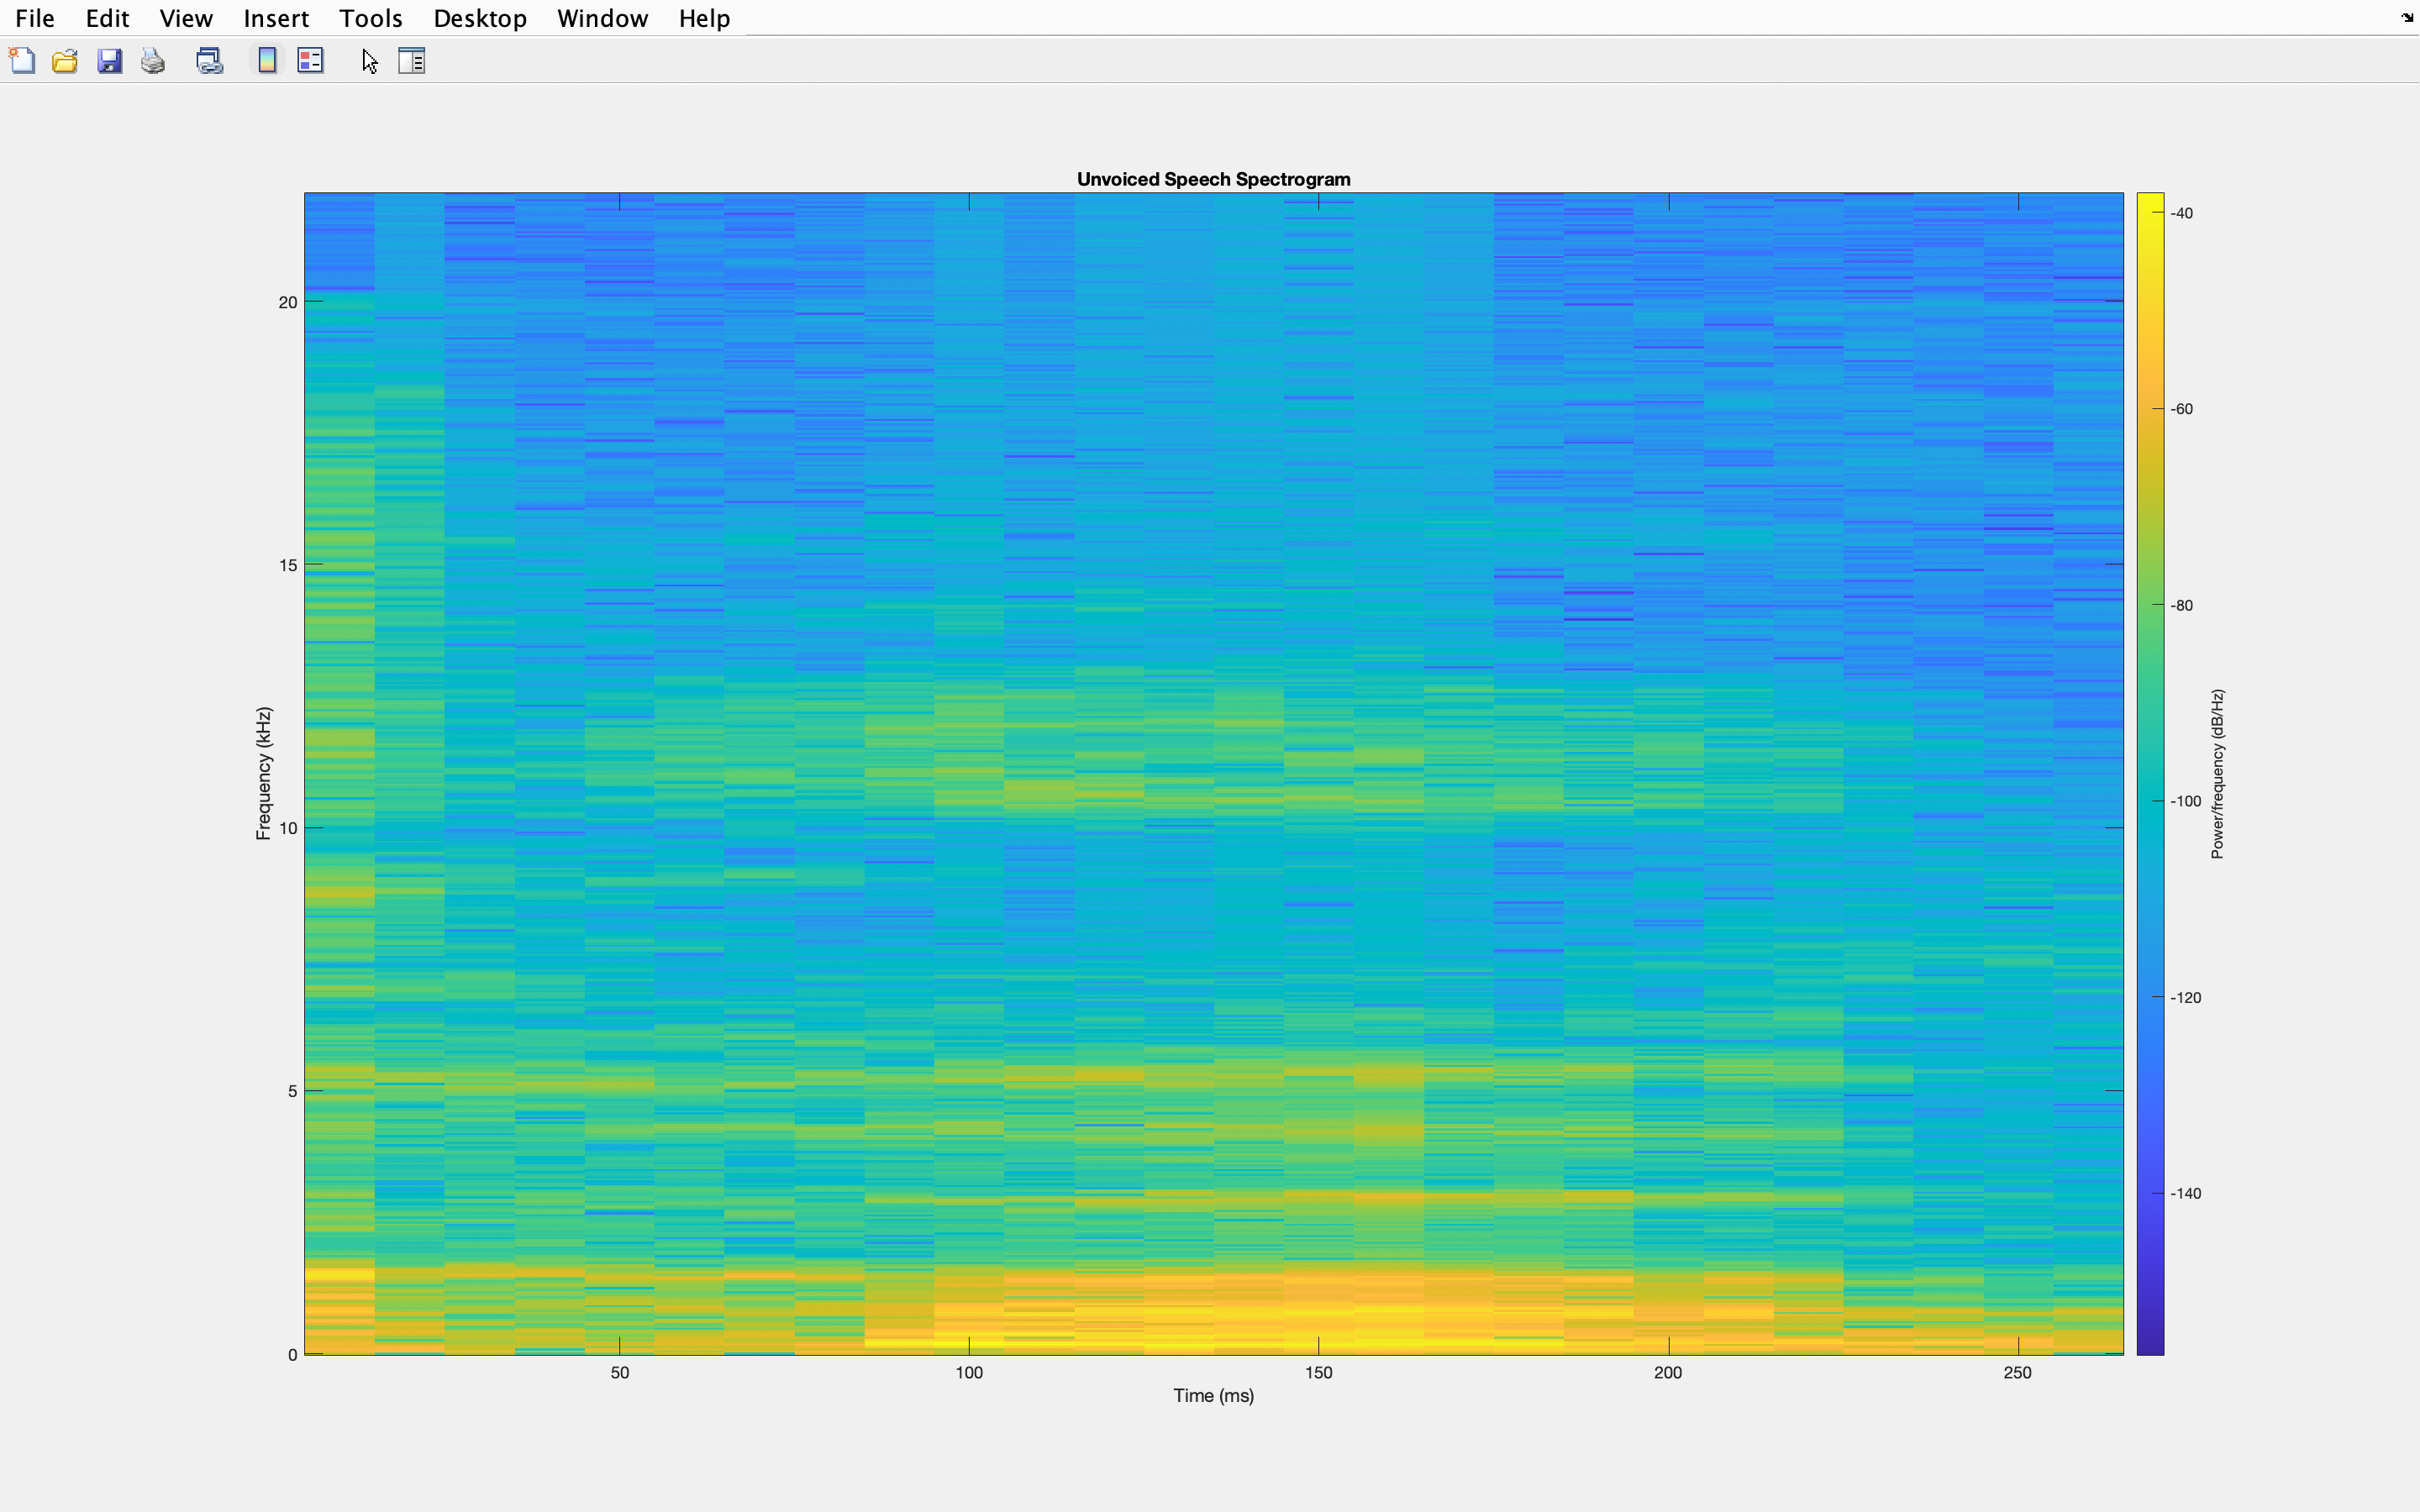 File Edit View Insert Tools Desktop Window Help
Unvoiced Speech Spectrogram
20
15
10
5
0
Frequency (kHz)
50 100 150 200 250
Time (ms)
-40
-60
-80
-100
-120
-140
Power/frequency (dB/Hz)